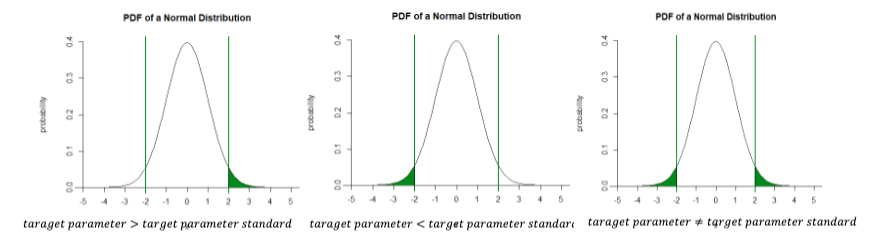 PDF of a Normal Distribution
probability
0.0 0.1 0.2 0.3 0.4
-5 -4 -3 -2 -1 0 1 2 3 4 5
taraget parameter > target parameter standard
PDF of a Normal Distribution
probability
0.0 0.1 0.2 0.3 0.4
-5 -4 -3 -2 -1 0 1 2 3 4 5
taraget parameter < target parameter standard
PDF of a Normal Distribution
probability
0.0 0.1 0.2 0.3 0.4
-5 -4 -3 -2 -1 0 1 2 3 4 5
taraget parameter ≠ target parameter standard